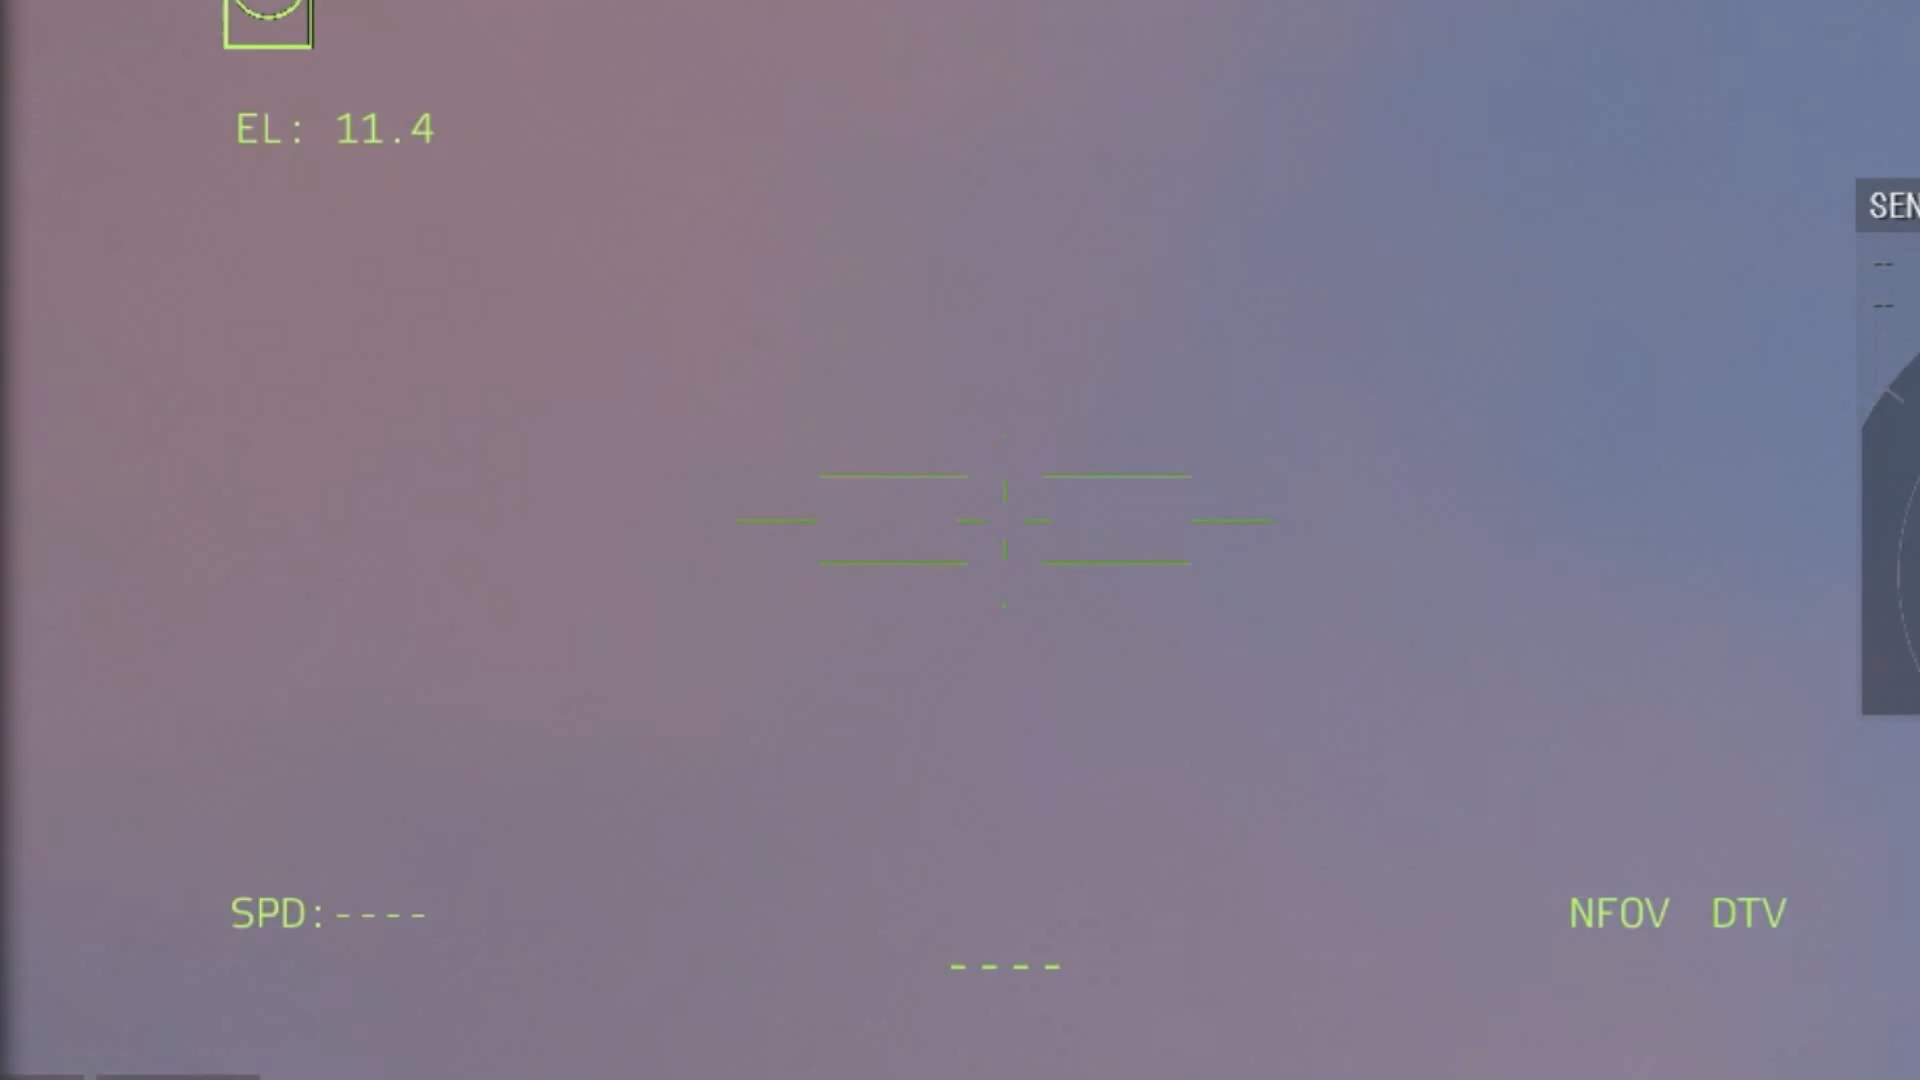 EL: 11.4
SEN
--
--
SPD:----
NFOV DTV
----